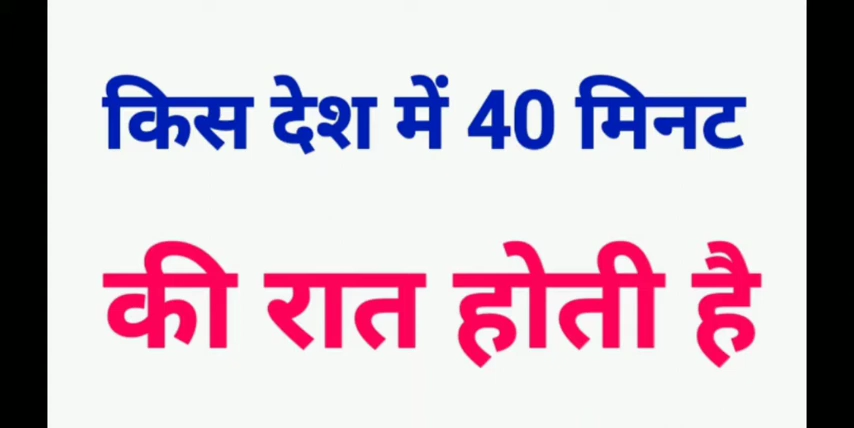 किस देश में 40 मिनट
की रात होती है